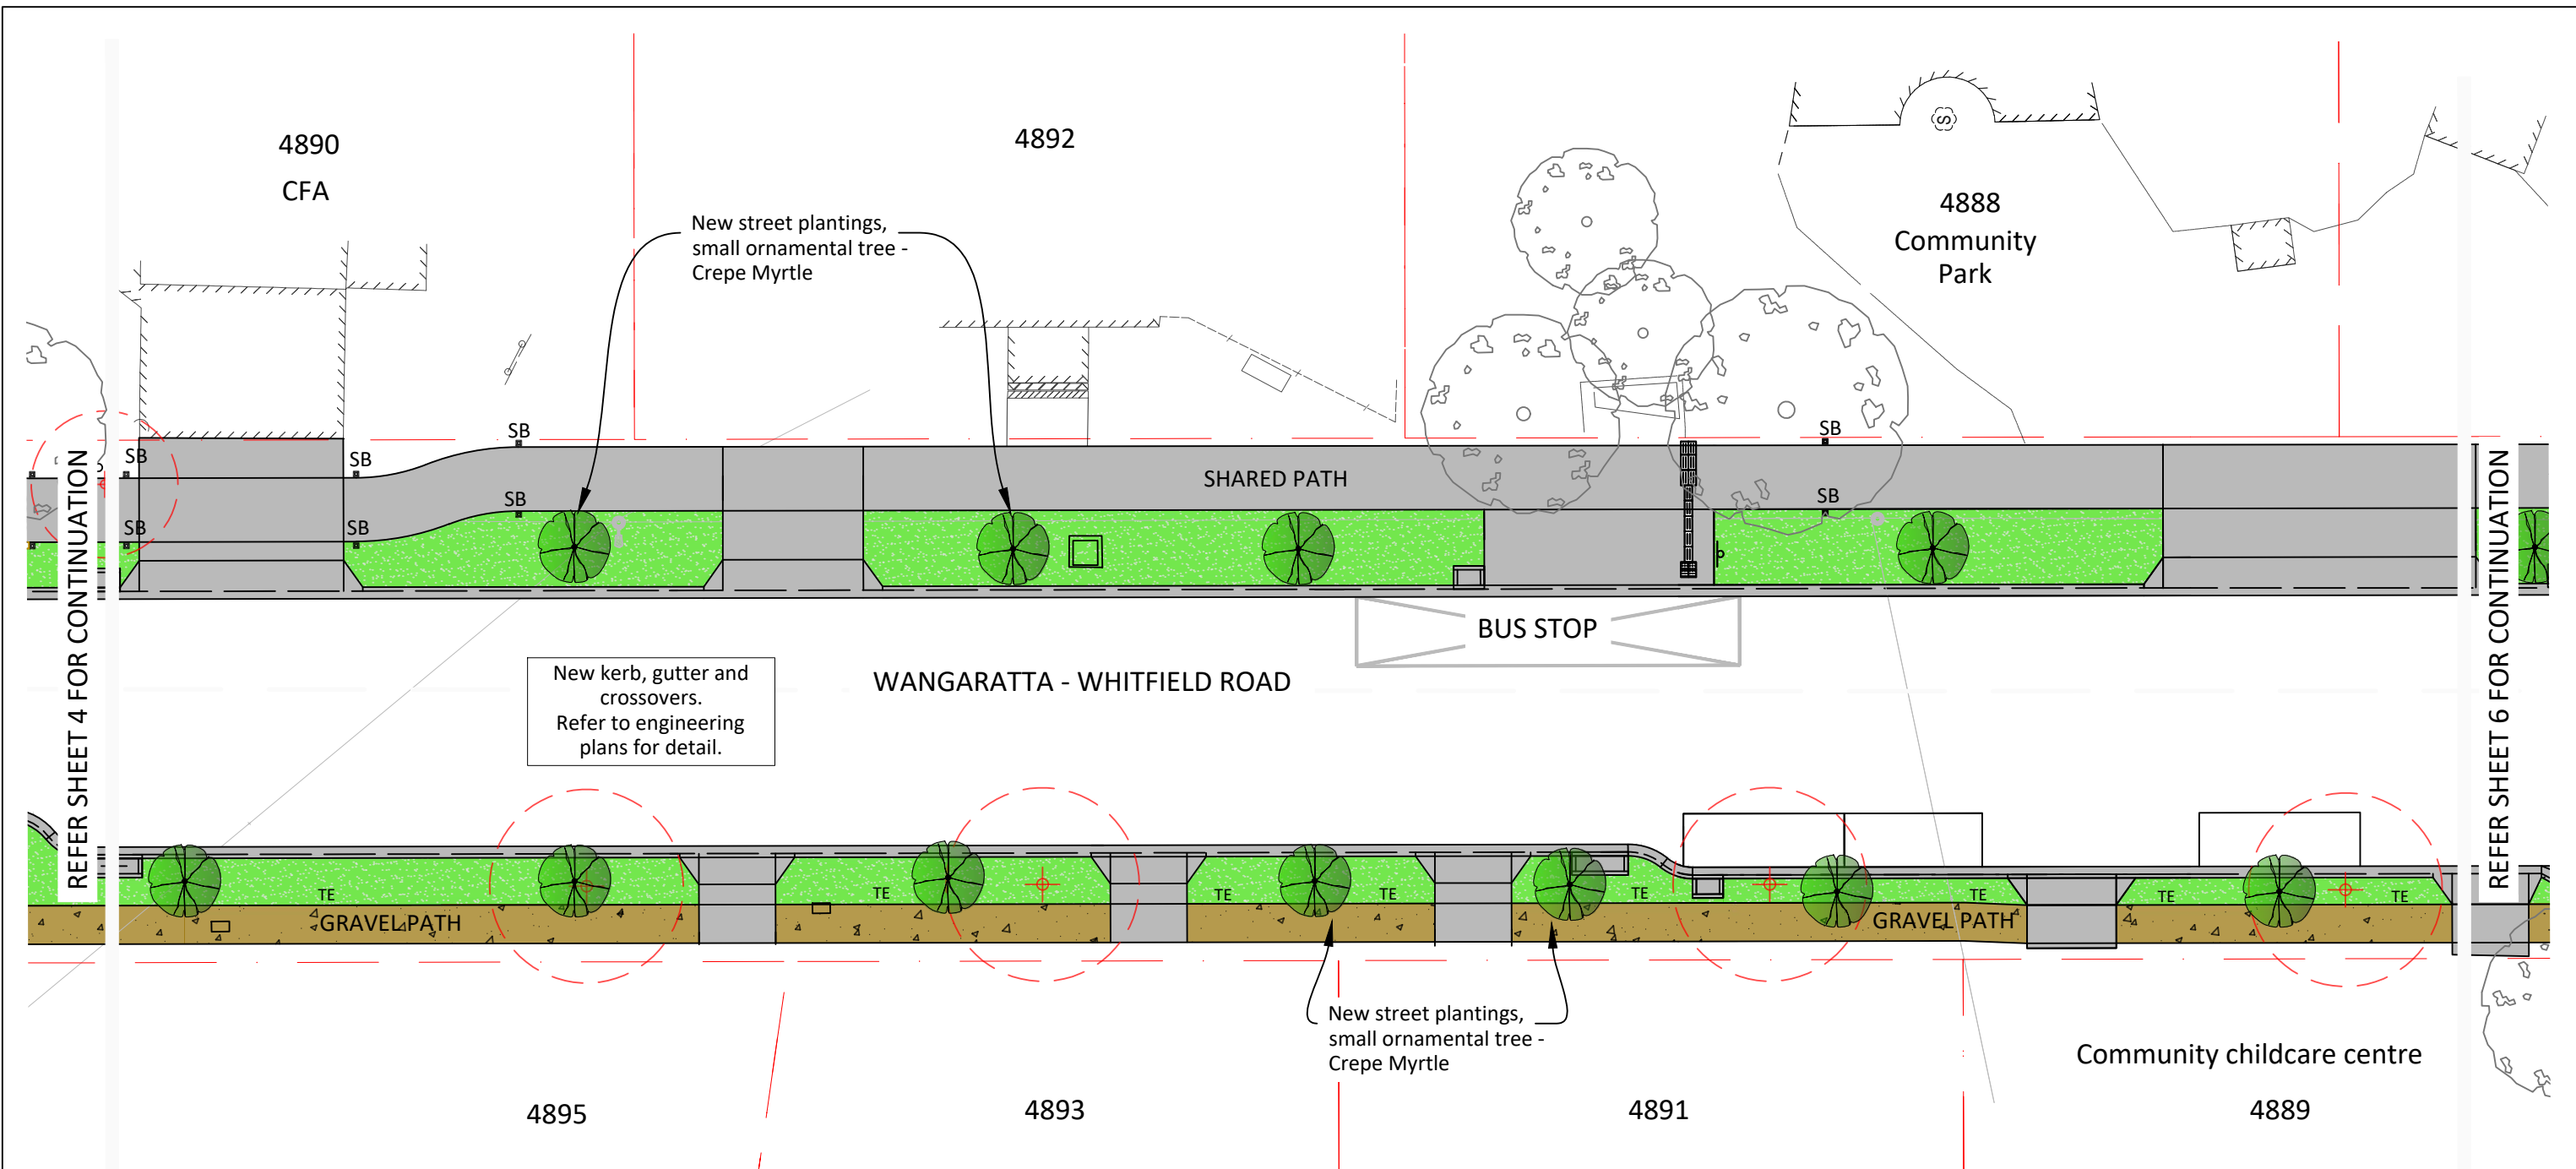 4890
CFA
4892
4888
Community
Park
New street plantings,
small ornamental tree -
Crepe Myrtle
S
SB
SB
SB
SB
SB
SB
SB
SB
SHARED PATH
BUS STOP
WANGARATTA - WHITFIELD ROAD
New kerb, gutter and
crossovers.
Refer to engineering
plans for detail.
REFER SHEET 4 FOR CONTINUATION
REFER SHEET 6 FOR CONTINUATION
TE
TE
TE
TE
TE
TE
TE
TE
GRAVEL PATH
GRAVEL PATH
New street plantings,
small ornamental tree -
Crepe Myrtle
Community childcare centre
4895
4893
4891
4889